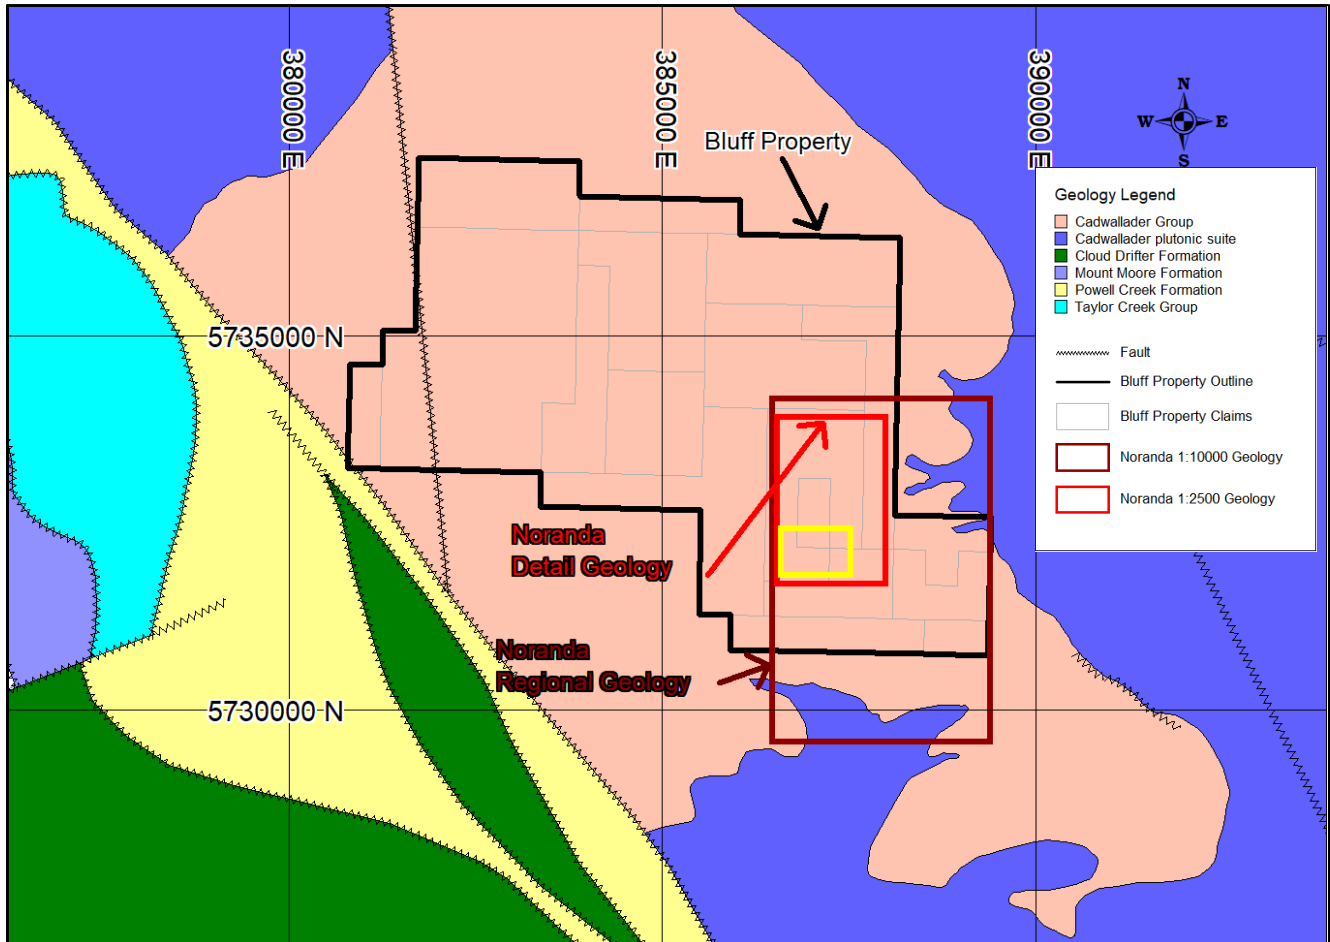 380000 E
385000 E
390000 E
N
W E
S
Bluff Property
Geology Legend
Cadwallader Group
Cadwallader plutonic suite
Cloud Drifter Formation
Mount Moore Formation
Powell Creek Formation
Taylor Creek Group
Fault
Bluff Property Outline
Bluff Property Claims
Noranda 1:10000 Geology
Noranda 1:2500 Geology
5735000 N
Noranda
Detail Geology
Noranda
Regional Geology
5730000 N